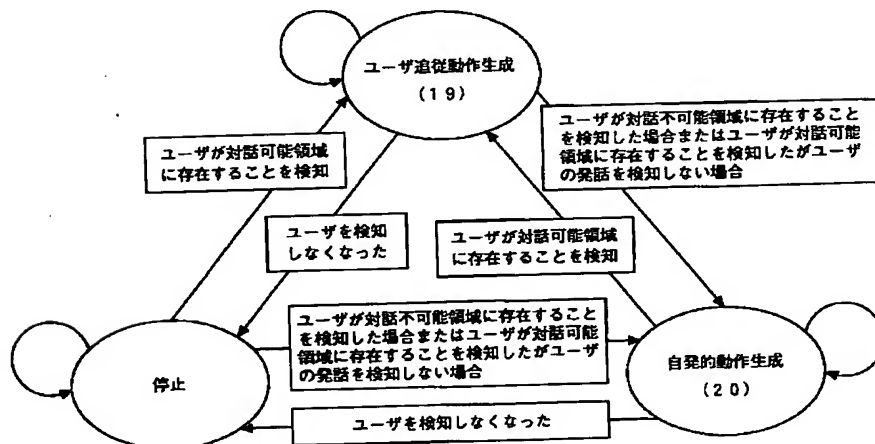 ユーザ追従動作生成
(19)
ユーザが対話不可能領域に存在すること
を検知した場合またはユーザが対話可能
領域に存在することを検知したがユーザ
の発話を検知しない場合
ユーザが対話可能領域
に存在することを検知
ユーザを検知
しなくなった
ユーザが対話可能領域
に存在することを検知
ユーザが対話不可能領域に存在すること
を検知した場合またはユーザが対話可能
領域に存在することを検知したがユーザ
の発話を検知しない場合
停止
自発的動作生成
(20)
ユーザを検知しなくなった